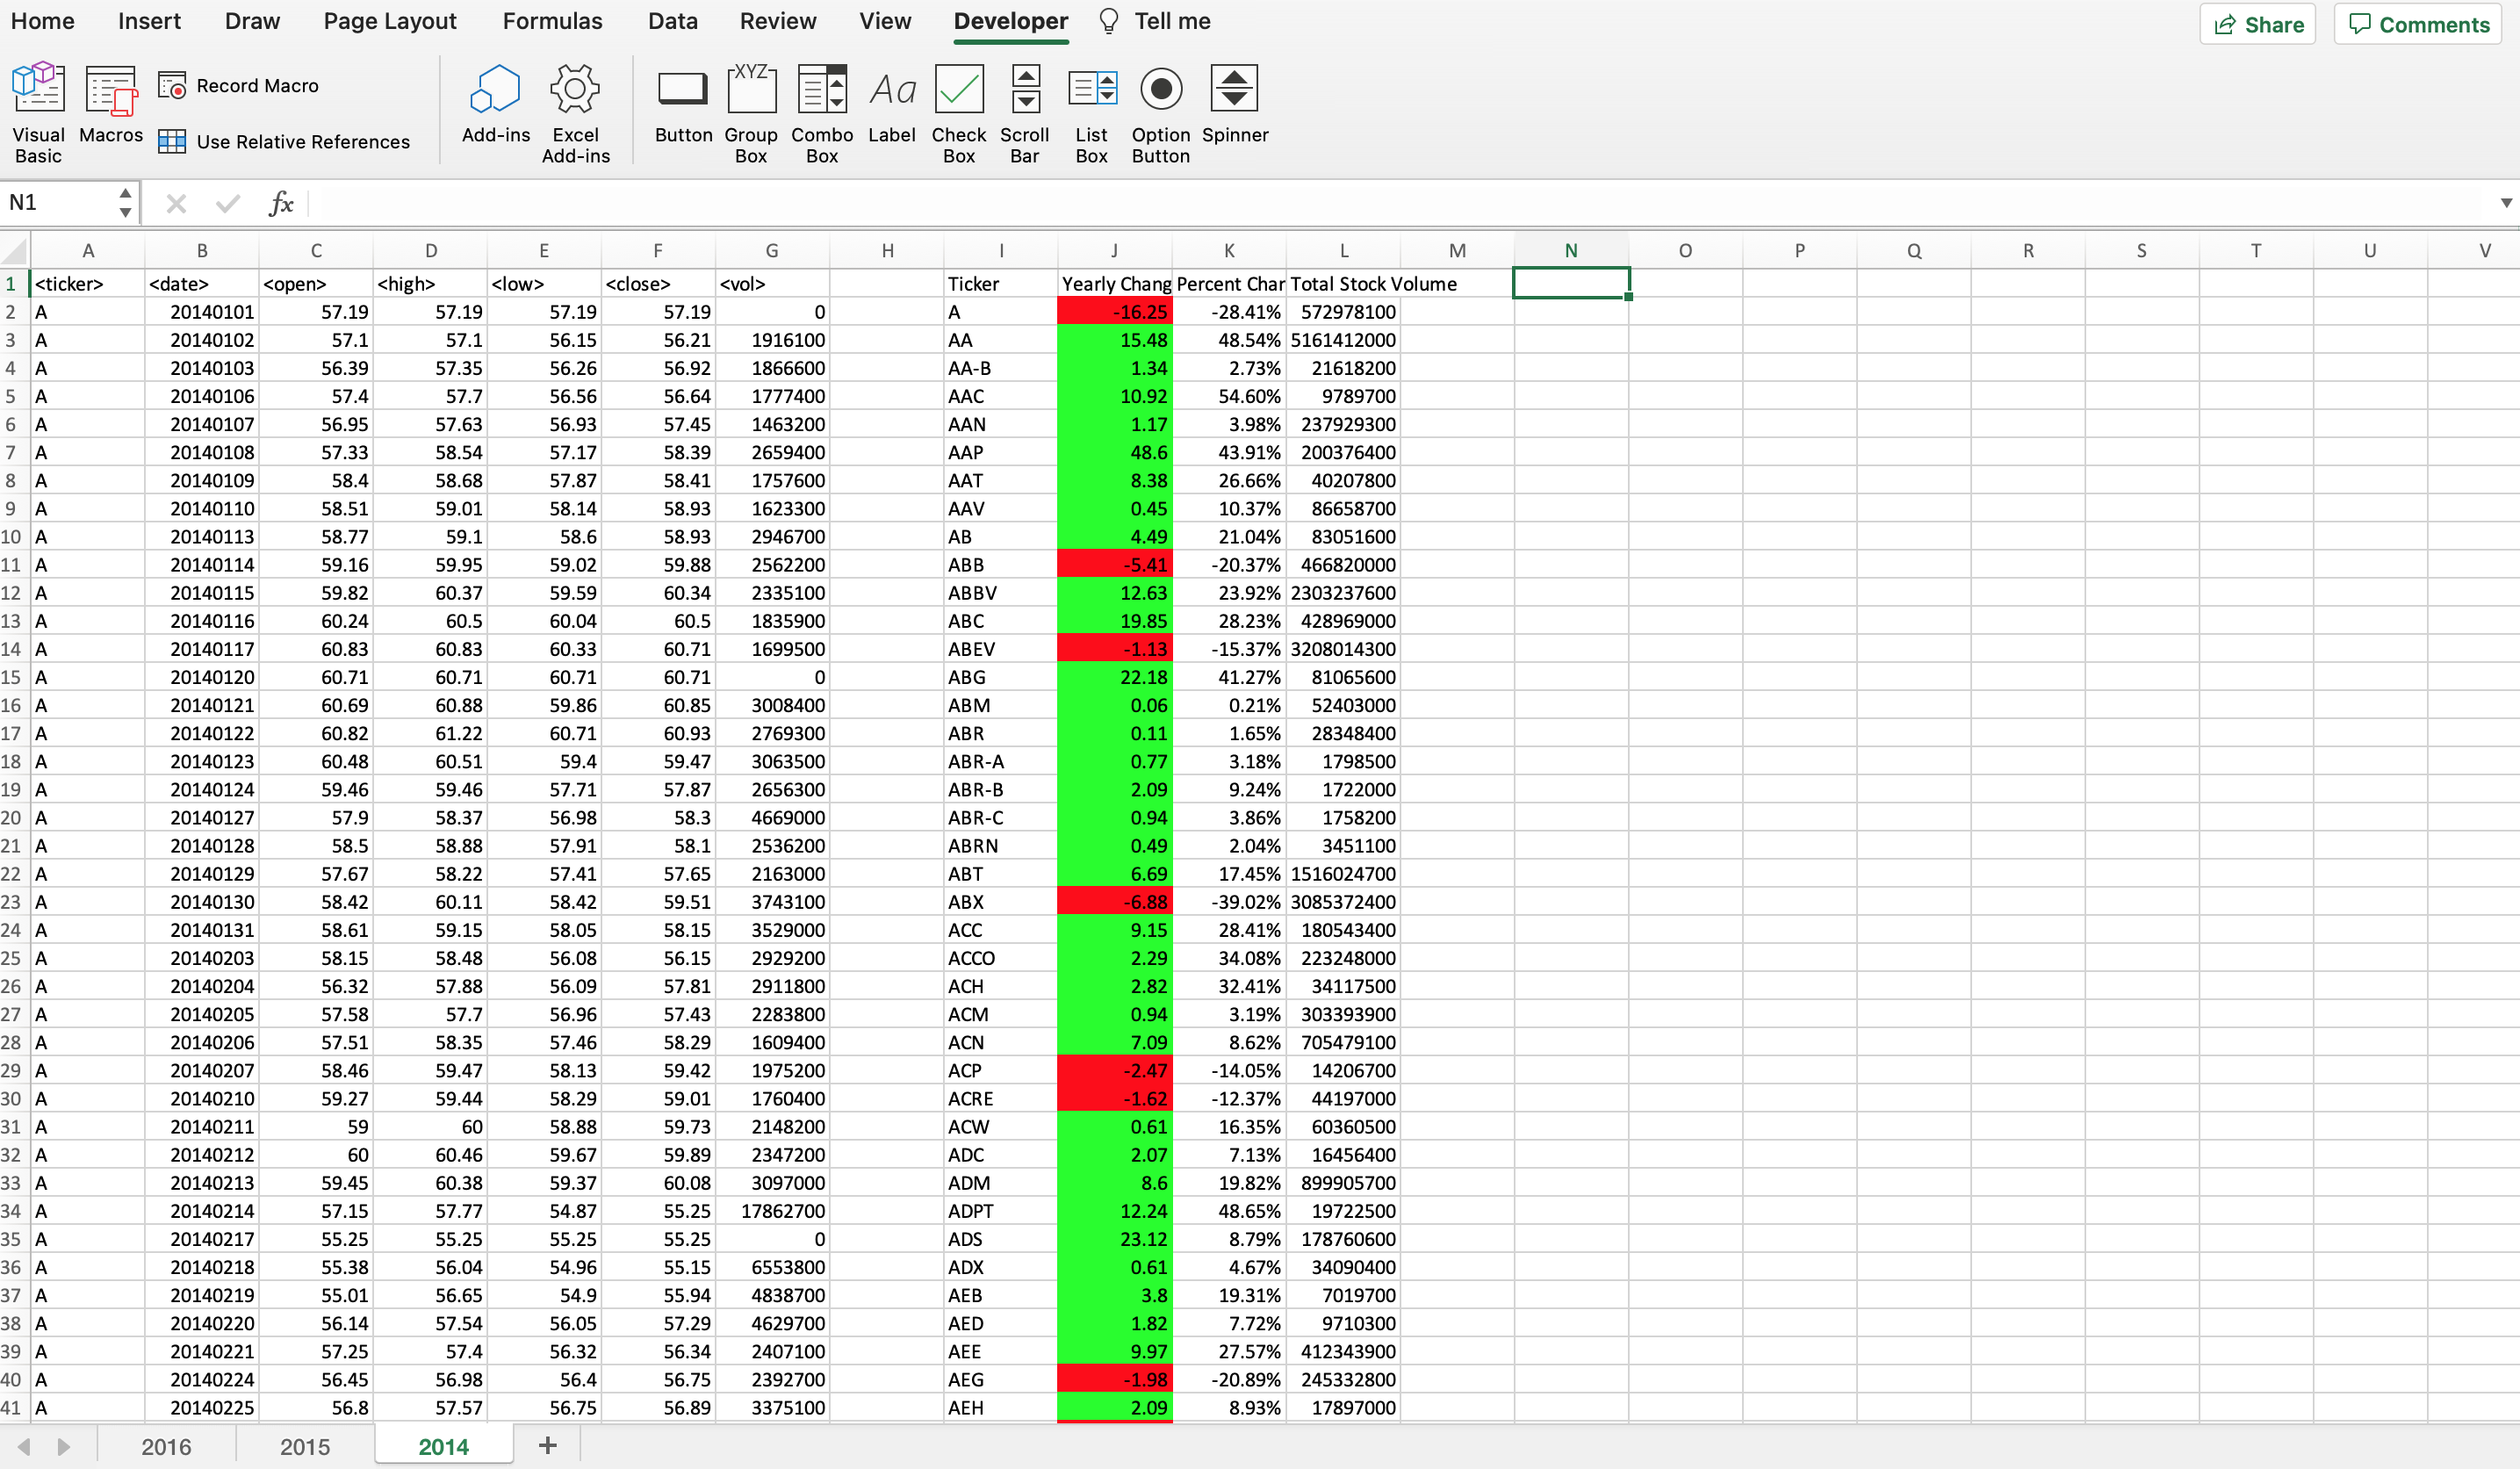 Home Insert Draw Page Layout Formulas Data Review View Developer Tell me Share Comments
Visual Basic Macros Record Macro Use Relative References Add-ins Excel Add-ins Button Group Box Combo Box Label Check Box Scroll Bar List Box Option Button Spinner
XYZ Aa
N1 fx
A B C D E F G H I J K L M N O P Q R S T U V
1 <ticker> <date> <open> <high> <low> <close> <vol> Ticker Yearly Chang Percent Char Total Stock Volume
2 A 20140101 57.19 57.19 57.19 57.19 0 A -16.25 -28.41% 572978100
3 A 20140102 57.1 57.1 56.15 56.21 1916100 AA 15.48 48.54% 5161412000
4 A 20140103 56.39 57.35 56.26 56.92 1866600 AA-B 1.34 2.73% 21618200
5 A 20140106 57.4 57.7 56.56 56.64 1777400 AAC 10.92 54.60% 9789700
6 A 20140107 56.95 57.63 56.93 57.45 1463200 AAN 1.17 3.98% 237929300
7 A 20140108 57.33 58.54 57.17 58.39 2659400 AAP 48.6 43.91% 200376400
8 A 20140109 58.4 58.68 57.87 58.41 1757600 AAT 8.38 26.66% 40207800
9 A 20140110 58.51 59.01 58.14 58.93 1623300 AAV 0.45 10.37% 86658700
10 A 20140113 58.77 59.1 58.6 58.93 2946700 AB 4.49 21.04% 83051600
11 A 20140114 59.16 59.95 59.02 59.88 2562200 ABB -5.41 -20.37% 466820000
12 A 20140115 59.82 60.37 59.59 60.34 2335100 ABBV 12.63 23.92% 2303237600
13 A 20140116 60.24 60.5 60.04 60.5 1835900 ABC 19.85 28.23% 428969000
14 A 20140117 60.83 60.83 60.33 60.71 1699500 ABEV -1.13 -15.37% 3208014300
15 A 20140120 60.71 60.71 60.71 60.71 0 ABG 22.18 41.27% 81065600
16 A 20140121 60.69 60.88 59.86 60.85 3008400 ABM 0.06 0.21% 52403000
17 A 20140122 60.82 61.22 60.71 60.93 2769300 ABR 0.11 1.65% 28348400
18 A 20140123 60.48 60.51 59.4 59.47 3063500 ABR-A 0.77 3.18% 1798500
19 A 20140124 59.46 59.46 57.71 57.87 2656300 ABR-B 2.09 9.24% 1722000
20 A 20140127 57.9 58.37 56.98 58.3 4669000 ABR-C 0.94 3.86% 1758200
21 A 20140128 58.5 58.88 57.91 58.1 2536200 ABRN 0.49 2.04% 3451100
22 A 20140129 57.67 58.22 57.41 57.65 2163000 ABT 6.69 17.45% 1516024700
23 A 20140130 58.42 60.11 58.42 59.51 3743100 ABX -6.88 -39.02% 3085372400
24 A 20140131 58.61 59.15 58.05 58.15 3529000 ACC 9.15 28.41% 180543400
25 A 20140203 58.15 58.48 56.08 56.15 2929200 ACCO 2.29 34.08% 223248000
26 A 20140204 56.32 57.88 56.09 57.81 2911800 ACH 2.82 32.41% 34117500
27 A 20140205 57.58 57.7 56.96 57.43 2283800 ACM 0.94 3.19% 303393900
28 A 20140206 57.51 58.35 57.46 58.29 1609400 ACN 7.09 8.62% 705479100
29 A 20140207 58.46 59.47 58.13 59.42 1975200 ACP -2.47 -14.05% 14206700
30 A 20140210 59.27 59.44 58.29 59.01 1760400 ACRE -1.62 -12.37% 44197000
31 A 20140211 59 60 58.88 59.73 2148200 ACW 0.61 16.35% 60360500
32 A 20140212 60 60.46 59.67 59.89 2347200 ADC 2.07 7.13% 16456400
33 A 20140213 59.45 60.38 59.37 60.08 3097000 ADM 8.6 19.82% 899905700
34 A 20140214 57.15 57.77 54.87 55.25 17862700 ADPT 12.24 48.65% 19722500
35 A 20140217 55.25 55.25 55.25 55.25 0 ADS 23.12 8.79% 178760600
36 A 20140218 55.38 56.04 54.96 55.15 6553800 ADX 0.61 4.67% 34090400
37 A 20140219 55.01 56.65 54.9 55.94 4838700 AEB 3.8 19.31% 7019700
38 A 20140220 56.14 57.54 56.05 57.29 4629700 AED 1.82 7.72% 9710300
39 A 20140221 57.25 57.4 56.32 56.34 2407100 AEE 9.97 27.57% 412343900
40 A 20140224 56.45 56.98 56.4 56.75 2392700 AEG -1.98 -20.89% 245332800
41 A 20140225 56.8 57.57 56.75 56.89 3375100 AEH 2.09 8.93% 17897000
2016 2015 2014 +